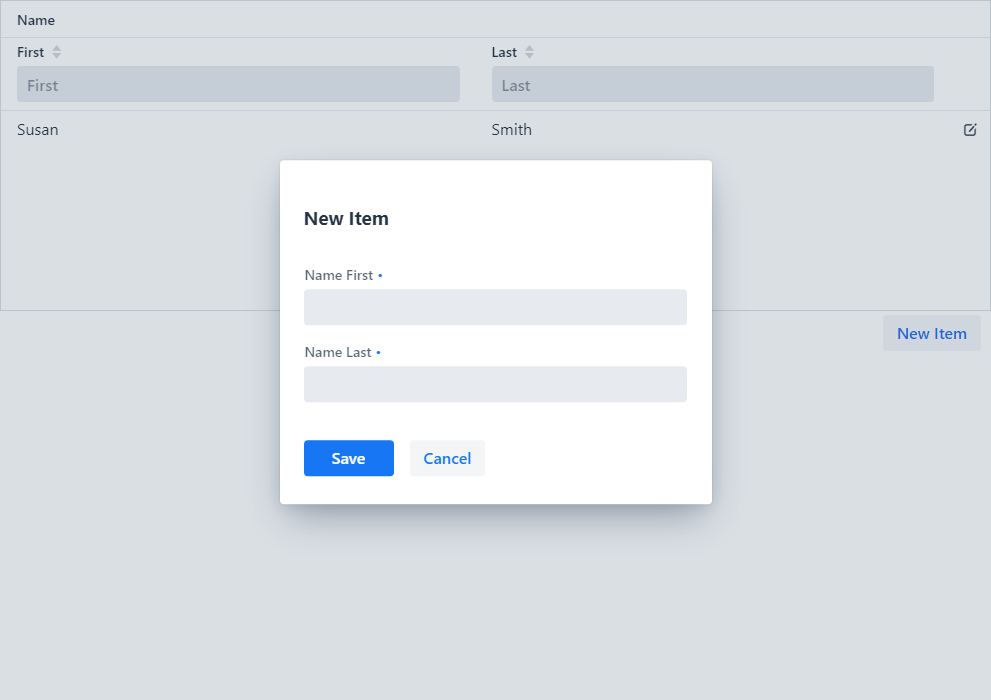 Name
First Last
First Last
Susan Smith
New Item
Name First •
Name Last •
Save Cancel
New Item